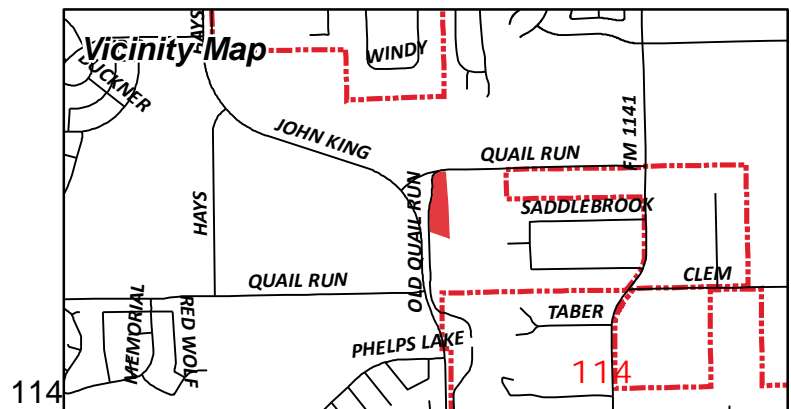 HAYS
Vicinity Map
WINDY
BUCKNER
JOHN KING
QUAIL RUN
FM 1141
HAYS
OLD QUAIL RUN
SADDLEBROOK
QUAIL RUN
CLEM
MEMORIAL
RED WOLF
TABER
PHELPS LAKE
114
114